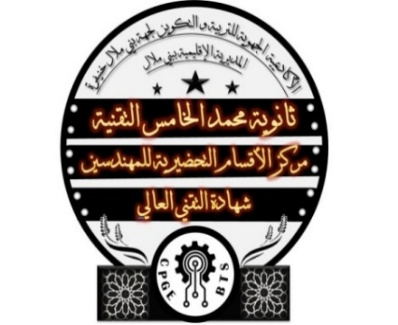 الأكاديمية الجهوية للتربية والتكوين لجهة بني ملال خنيفرة
المديرية الإقليمية بني ملال
ثانوية محمد الخامس التقنية
مركز الأقسام التحضيرية للمهندسين
شهادة التقني العالي
CPGE
BTS